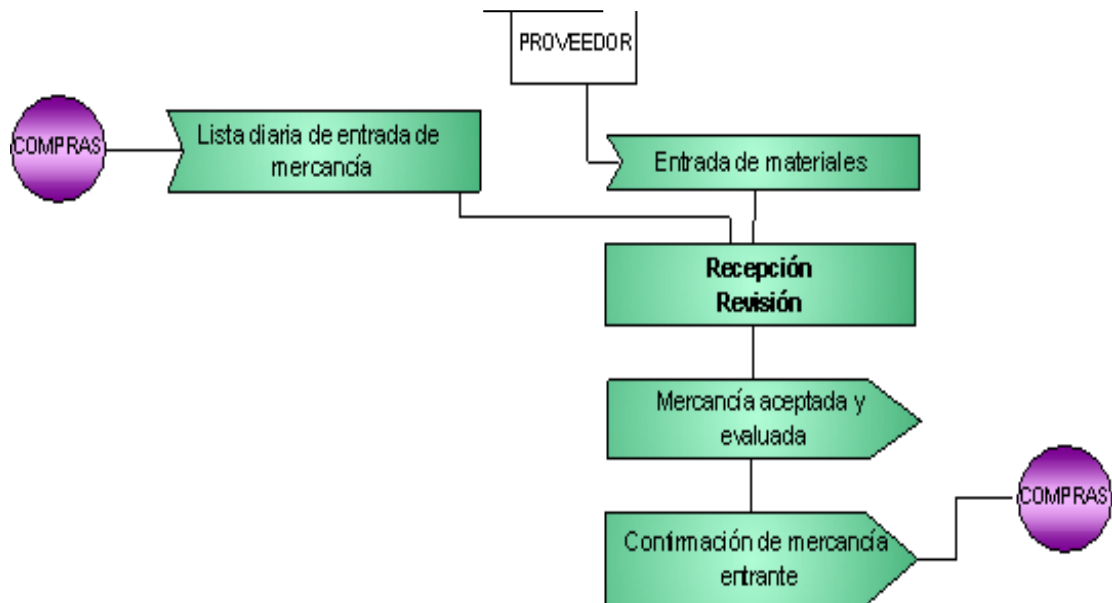 PROVEEDOR
COMPRAS
Lista diaria de entrada de
mercancía
Entrada de materiales
Recepción
Revisión
Mercancía aceptada y
evaluada
COMPRAS
Confirmación de mercancía
entrante